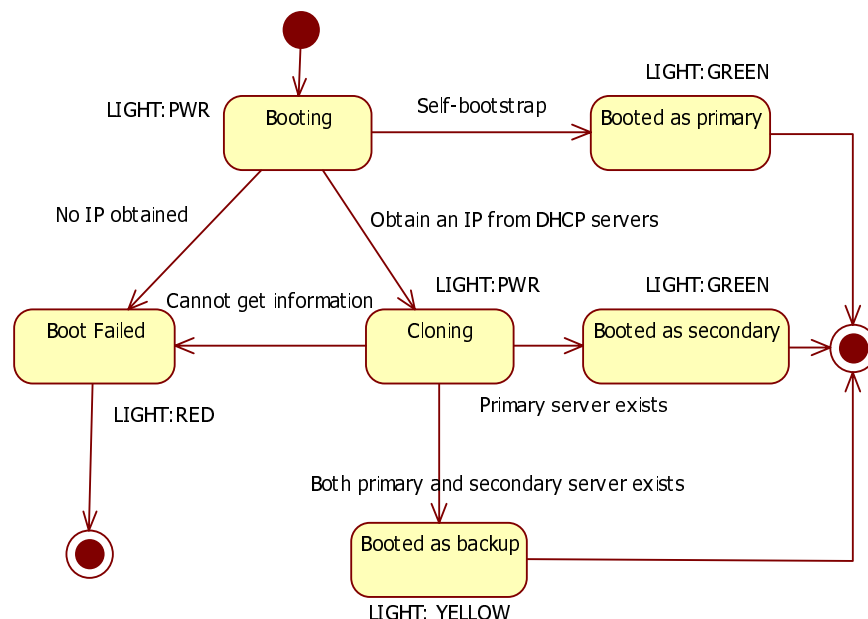 LIGHT:GREEN
LIGHT:PWR
Booting
Self-bootstrap
Booted as primary
No IP obtained
Obtain an IP from DHCP servers
LIGHT:PWR
LIGHT:GREEN
Cannot get information
Boot Failed
Cloning
Booted as secondary
LIGHT:RED
Primary server exists
Both primary and secondary server exists
Booted as backup
LIGHT: YELLOW